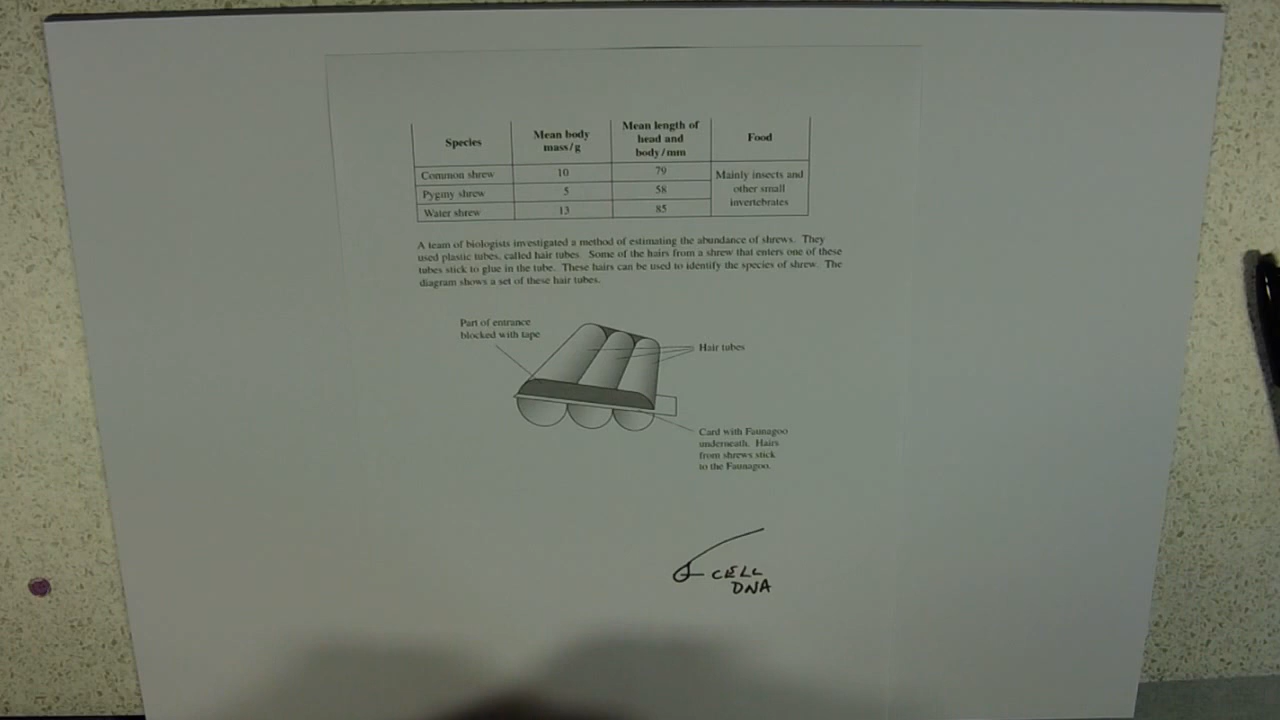 Species Mean body mass/g Mean length of head and body/mm Food
Common shrew 10 79 Mainly insects and other small invertebrates
Pygmy shrew 5 58
Water shrew 13 85
A team of biologists investigated a method of estimating the abundance of shrews. They
used plastic tubes, called hair tubes. Some of the hairs from a shrew that enters one of these
tubes stick to glue in the tube. These hairs can be used to identify the species of shrew. The
diagram shows a set of these hair tubes.
Part of entrance
blocked with tape
Hair tubes
Card with Faunagoo
underneath. Hairs
from shrews stick
to the Faunagoo.
CELL
DNA